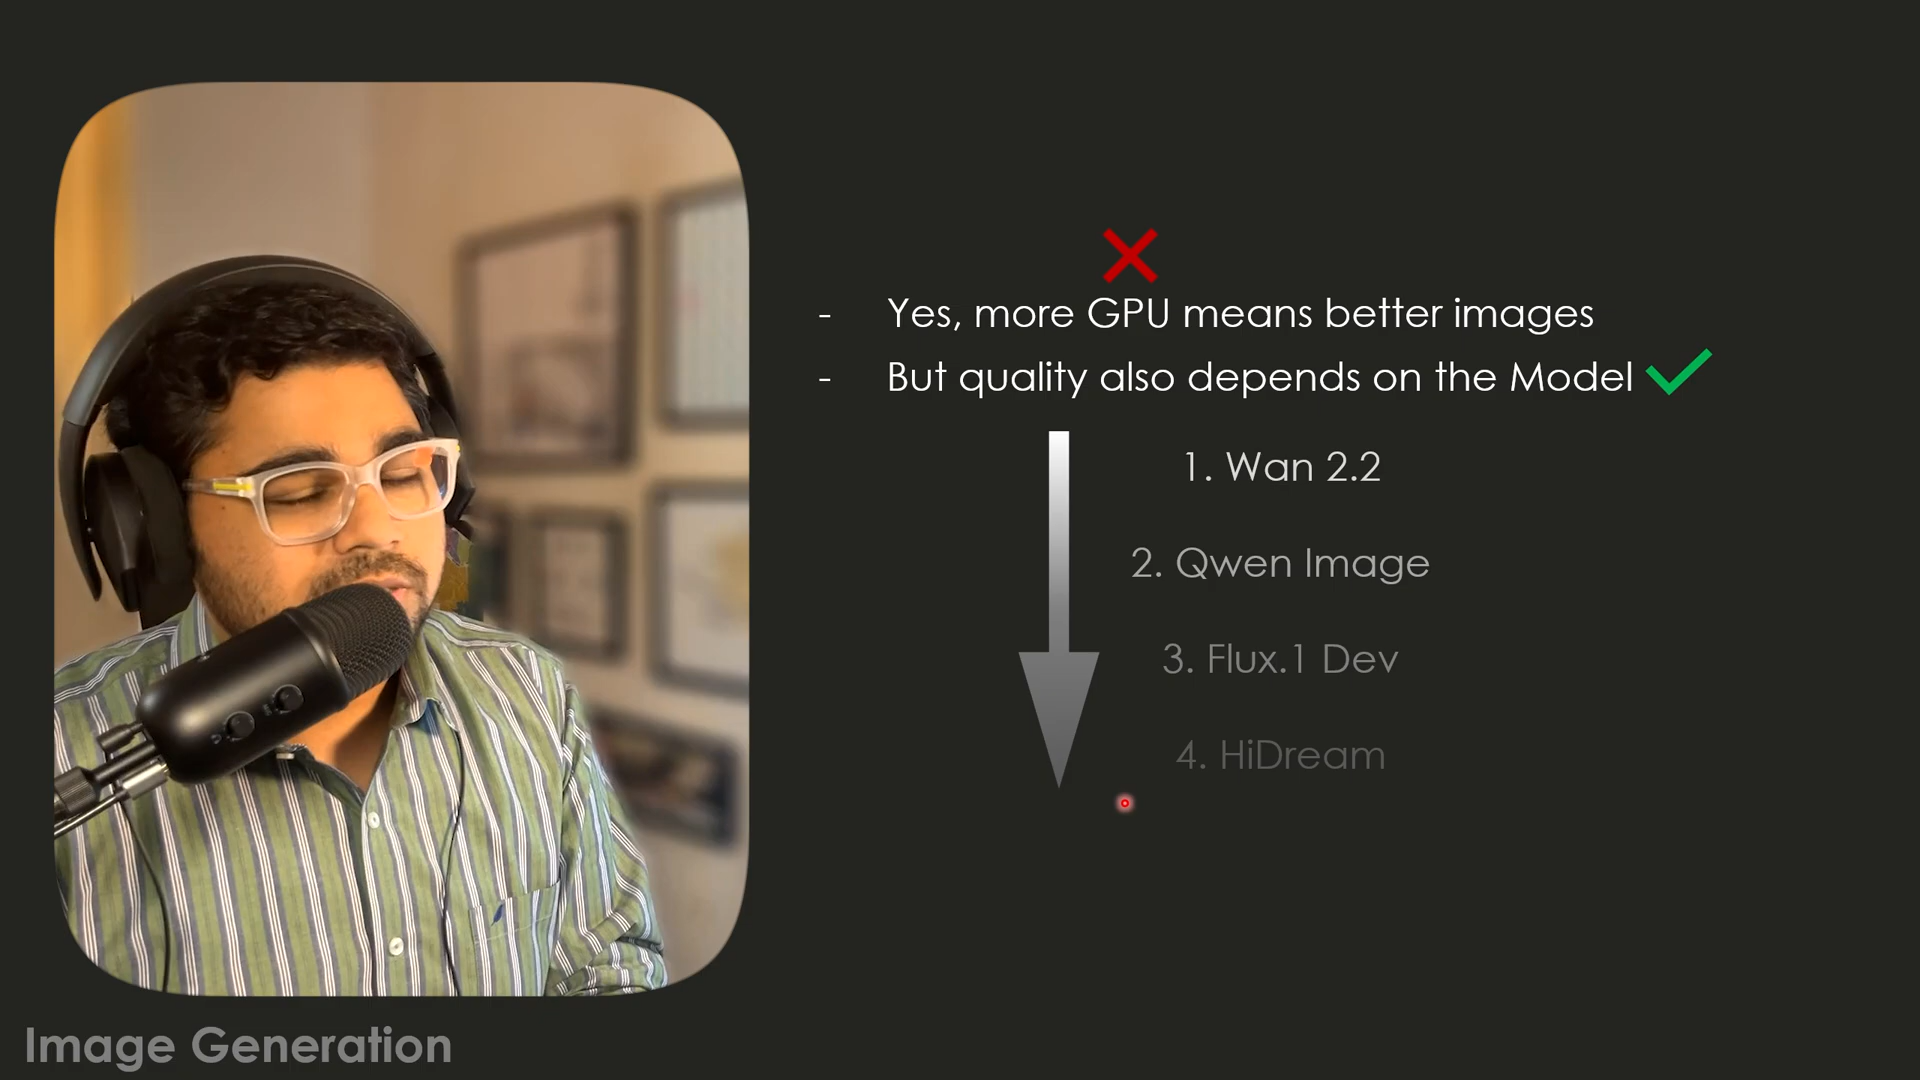 - Yes, more GPU means better images
- But quality also depends on the Model
1. Wan 2.2
2. Qwen Image
3. Flux.1 Dev
4. HiDream
Image Generation